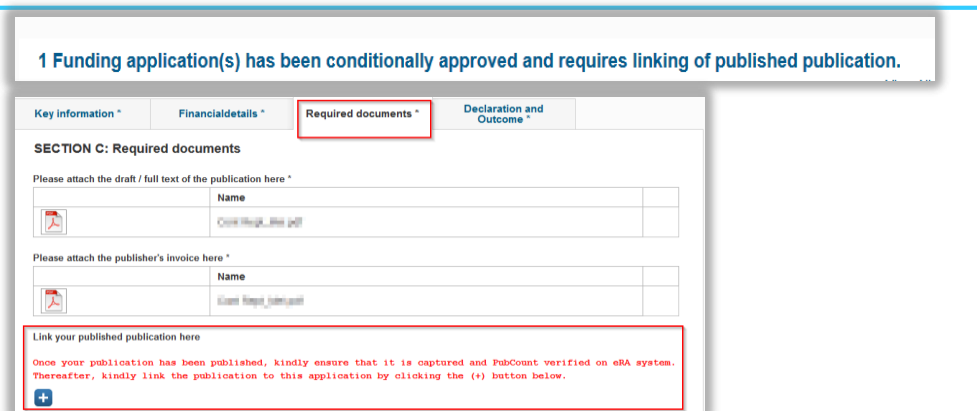 1 Funding application(s) has been conditionally approved and requires linking of published publication.
Key information *
Financialdetails *
Required documents *
Declaration and
Outcome *
SECTION C: Required documents
Please attach the draft / full text of the publication here *
Name
Please attach the publisher's invoice here *
Name
Link your published publication here
Once your publication has been published, kindly ensure that it is captured and PubCount verified on eRA system.
Thereafter, kindly link the publication to this application by clicking the (+) button below.